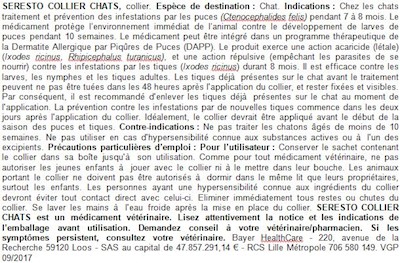 SERESTO COLLIER CHATS, collier. Espèce de destination : Chat. Indications : Chez les chats
traitement et prévention des infestations par les puces (Ctenocephalides felis) pendant 7 à 8 mois. Le
médicament protège l'environnement immédiat de l'animal contre le développement de larves de
puces pendant 10 semaines. Le médicament peut être intégré dans un programme thérapeutique de
la Dermatite Allergique par Piqûres de Puces (DAPP). Le produit exerce une action acaricide (létale)
(Ixodes ricinus, Rhipicephalus turanicus), et une action répulsive (empêchant les parasites de se
nourrir) contre les infestations par les tiques (Ixodes ricinus) durant 8 mois. Il est efficace contre les
larves, les nymphes et les tiques adultes. Les tiques déjà présentes sur le chat avant le traitement
peuvent ne pas être tuées dans les 48 heures après l'application du collier, et rester fixées et visibles.
Par conséquent, il est recommandé d'enlever les tiques déjà présentes sur le chat au moment de
l'application. La prévention contre les infestations par de nouvelles tiques commence dans les deux
jours après l'application du collier. Idéalement, le collier devrait être appliqué avant le début de la
saison des puces et tiques. Contre-indications : Ne pas traiter les chatons âgés de moins de 10
semaines. Ne pas utiliser en cas d'hypersensibilité connue aux substances actives ou à l'un des
excipients. Précautions particulières d'emploi : Pour l'utilisateur : Conserver le sachet contenant
le collier dans sa boîte jusqu'à son utilisation. Comme pour tout médicament vétérinaire, ne pas
autoriser les jeunes enfants à jouer avec le collier ni à le mettre dans leur bouche. Les animaux
portant le collier ne doivent pas être autorisés à dormir dans le même lit que leurs propriétaires,
surtout les enfants. Les personnes ayant une hypersensibilité connue aux ingrédients du collier
devront éviter tout contact direct avec celui-ci. Eliminer immédiatement tous restes ou chutes du
collier. Se laver les mains à l'eau froide après la mise en place du collier. SERESTO COLLIER
CHATS est un médicament vétérinaire. Lisez attentivement la notice et les indications de
l'emballage avant utilisation. Demandez conseil à votre vétérinaire/pharmacien. Si les
symptômes persistent, consultez votre vétérinaire. Bayer HealthCare - 220, avenue de la
Recherche 59120 Loos - SAS au capital de 47.857.291,14 € - RCS Lille Métropole 706 580 149. VGP
09/2017